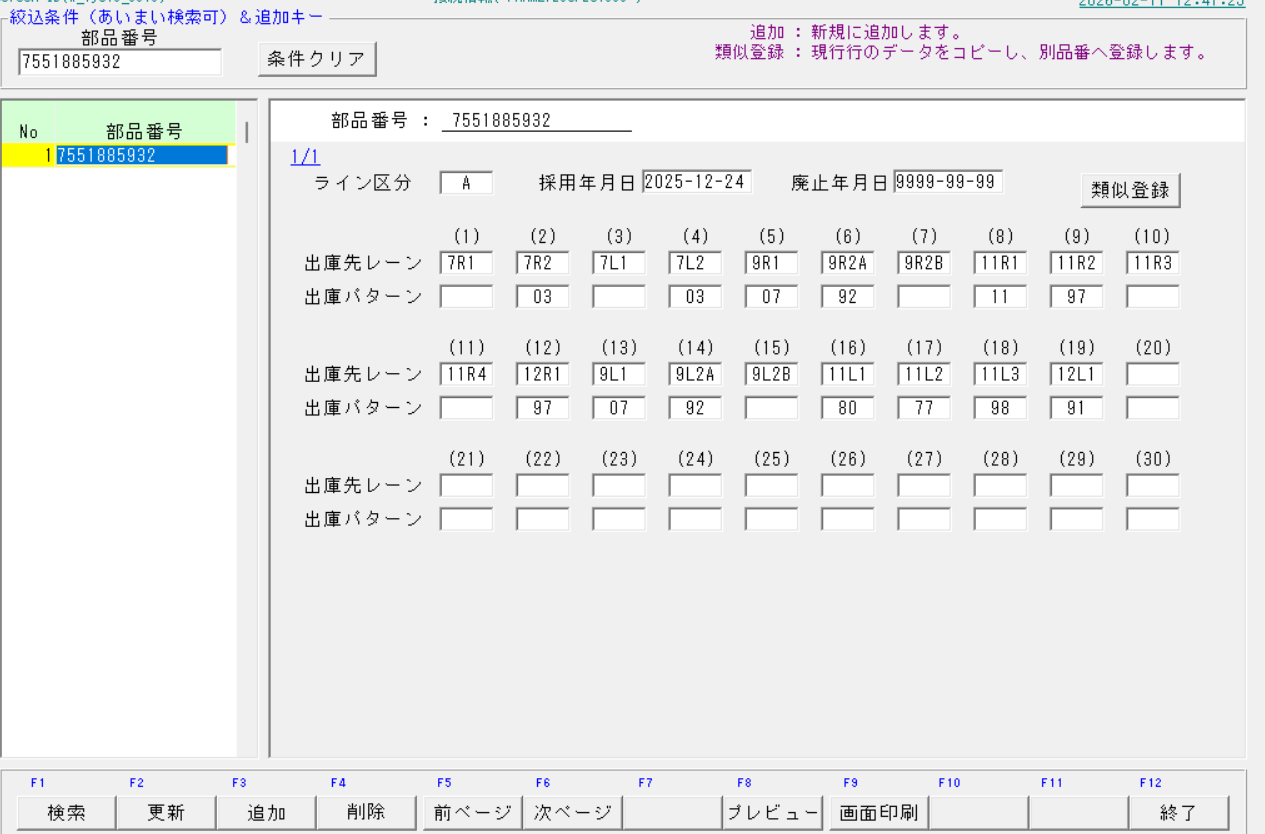 絞込条件（あいまい検索可）＆追加キー
部品番号
7551885932
条件クリア
追加 : 新規に追加します。
類似登録 : 現行行のデータをコピーし、別品番へ登録します。
No 部品番号
1 7551885932
部品番号 : 7551885932
1/1
ライン区分 A 採用年月日 2025-12-24 廃止年月日 9999-99-99
類似登録
(1) (2) (3) (4) (5) (6) (7) (8) (9) (10)
出庫先レーン 7R1 7R2 7L1 7L2 9R1 9R2A 9R2B 11R1 11R2 11R3
出庫パターン 03 03 07 92 11 97
(11) (12) (13) (14) (15) (16) (17) (18) (19) (20)
出庫先レーン 11R4 12R1 9L1 9L2A 9L2B 11L1 11L2 11L3 12L1
出庫パターン 97 07 92 80 77 98 91
(21) (22) (23) (24) (25) (26) (27) (28) (29) (30)
出庫先レーン
出庫パターン
F1 F2 F3 F4 F5 F6 F7 F8 F9 F10 F11 F12
検索 更新 追加 削除 前ページ 次ページ プレビュー 画面印刷 終了